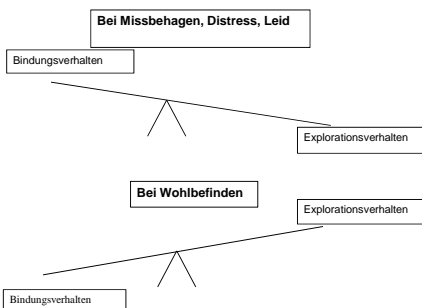 Bei Missbehagen, Distress, Leid
Bindungsverhalten
Explorationsverhalten
Bei Wohlbefinden
Explorationsverhalten
Bindungsverhalten